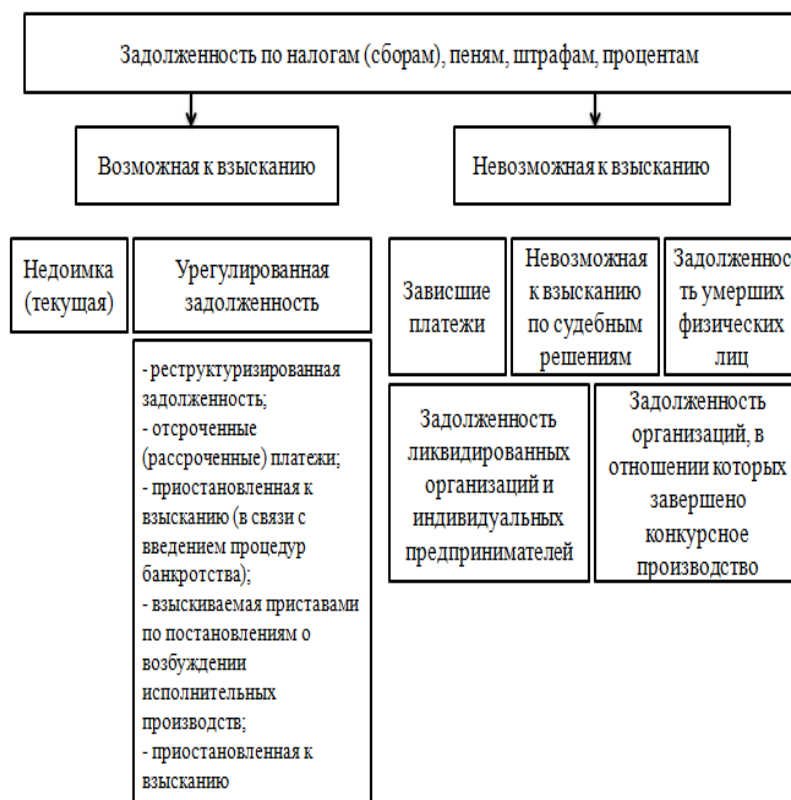 Задолженность по налогам (сборам), пеням, штрафам, процентам
Возможная к взысканию
Невозможная к взысканию
Недоимка
(текущая)
Урегулированная
задолженность
- реструктуризированная
задолженность;
- отсроченные
(рассроченные) платежи;
- приостановленная к
взысканию (в связи с
введением процедур
банкротства);
- взыскиваемая приставами
по постановлениям о
возбуждении
исполнительных
производств;
- приостановленная к
взысканию
Зависшие
платежи
Невозможная
к взысканию
по судебным
решениям
Задолженнос
ть умерших
физических
лиц
Задолженность
ликвидированных
организаций и
индивидуальных
предпринимателей
Задолженность
организаций, в
отношении которых
завершено
конкурсное
производство